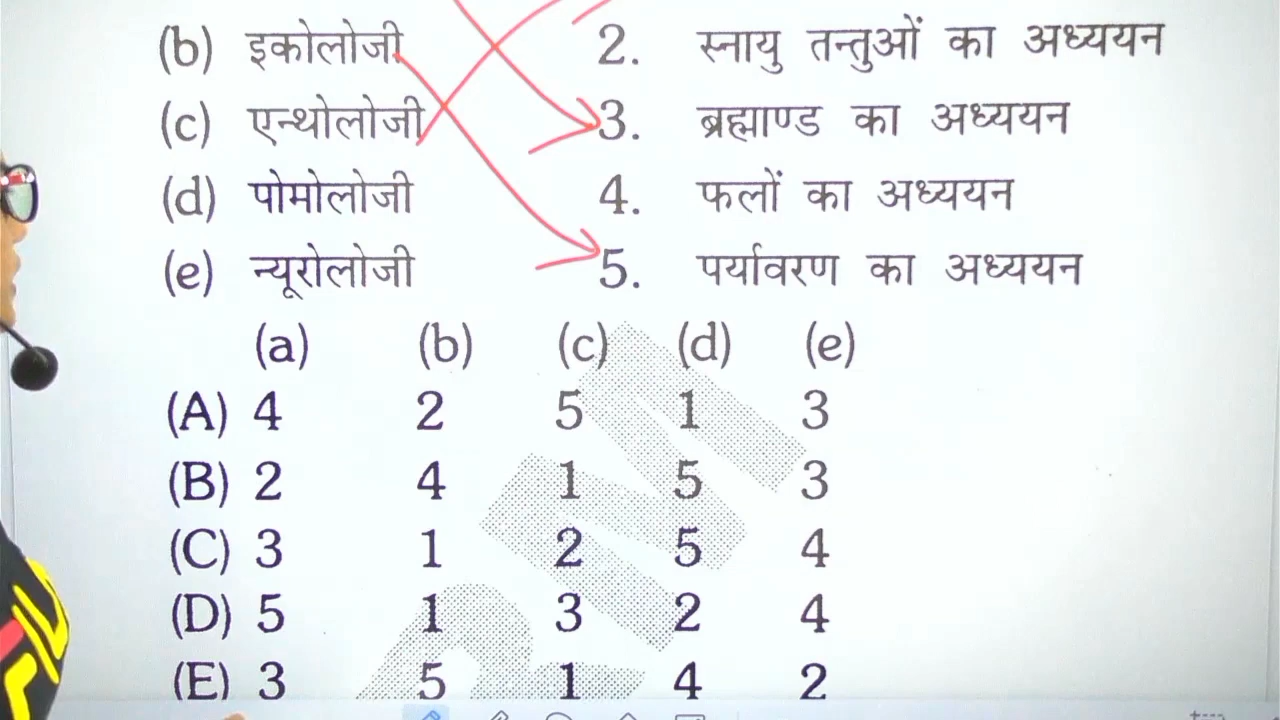 (b) इकोलोजी 2. स्नायु तन्तुओं का अध्ययन
(c) एन्थोलोजी 3. ब्रह्माण्ड का अध्ययन
(d) पोमोलोजी 4. फलों का अध्ययन
(e) न्यूरोलोजी 5. पर्यावरण का अध्ययन
(a) (b) (c) (d) (e)
(A) 4 2 5 1 3
(B) 2 4 1 5 3
(C) 3 1 2 5 4
(D) 5 1 3 2 4
(E) 3 5 1 4 2